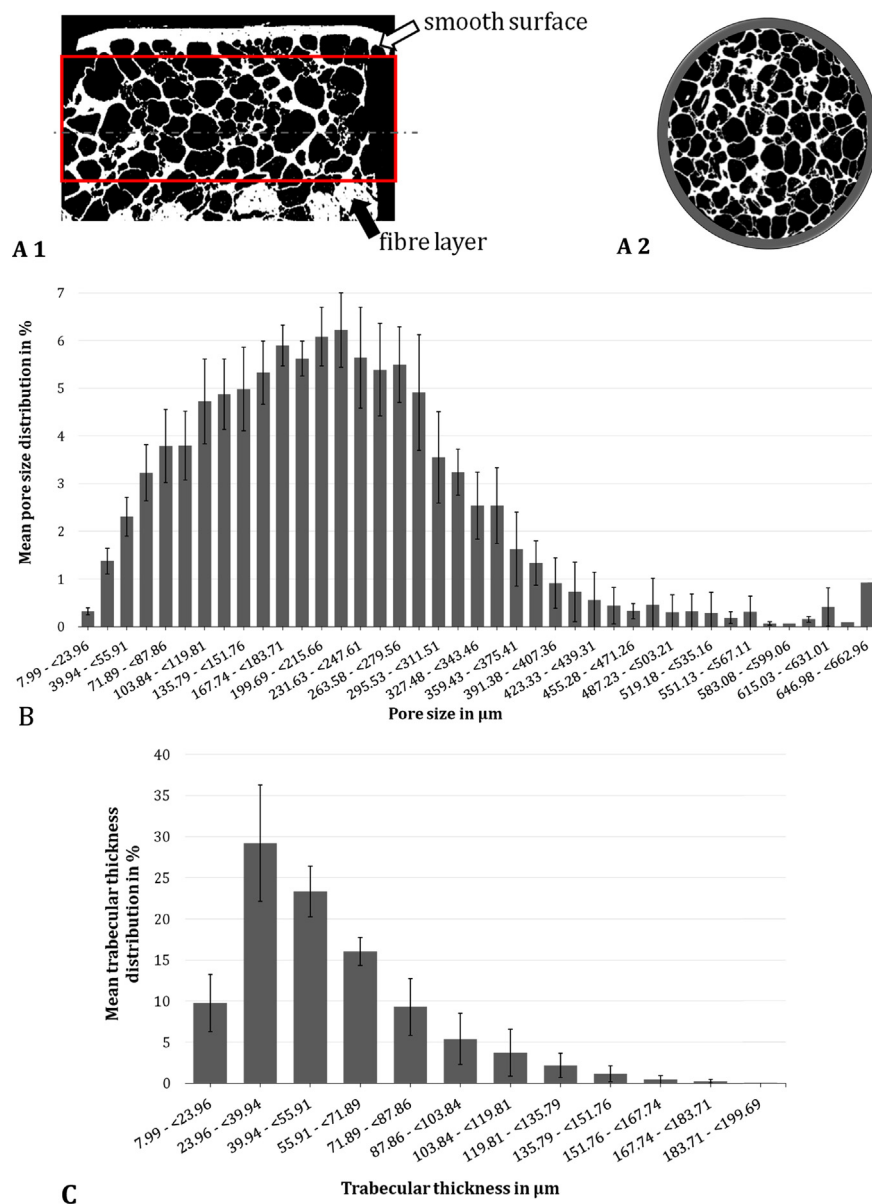 smooth surface
fibre layer
A 1
A 2
Mean pore size distribution in %
7
6
5
4
3
2
1
0
7.99 - <23.96
39.94 - <55.91
71.89 - <87.86
103.84 - <119.81
135.79 - <151.76
167.74 - <183.71
199.69 - <215.66
231.63 - <247.61
263.58 - <279.56
295.53 - <311.51
327.48 - <343.46
359.43 - <375.41
391.38 - <407.36
423.33 - <439.31
455.28 - <471.26
487.23 - <503.21
519.18 - <535.16
551.13 - <567.11
583.08 - <599.06
615.03 - <631.01
646.98 - <662.96
Pore size in μm
B
Mean trabecular thickness
distribution in %
40
35
30
25
20
15
10
5
0
7.99 - <23.96
23.96 - <39.94
39.94 - <55.91
55.91 - <71.89
71.89 - <87.86
87.86 - <103.84
103.84 - <119.81
119.81 - <135.79
135.79 - <151.76
151.76 - <167.74
167.74 - <183.71
183.71 - <199.69
C
Trabecular thickness in μm